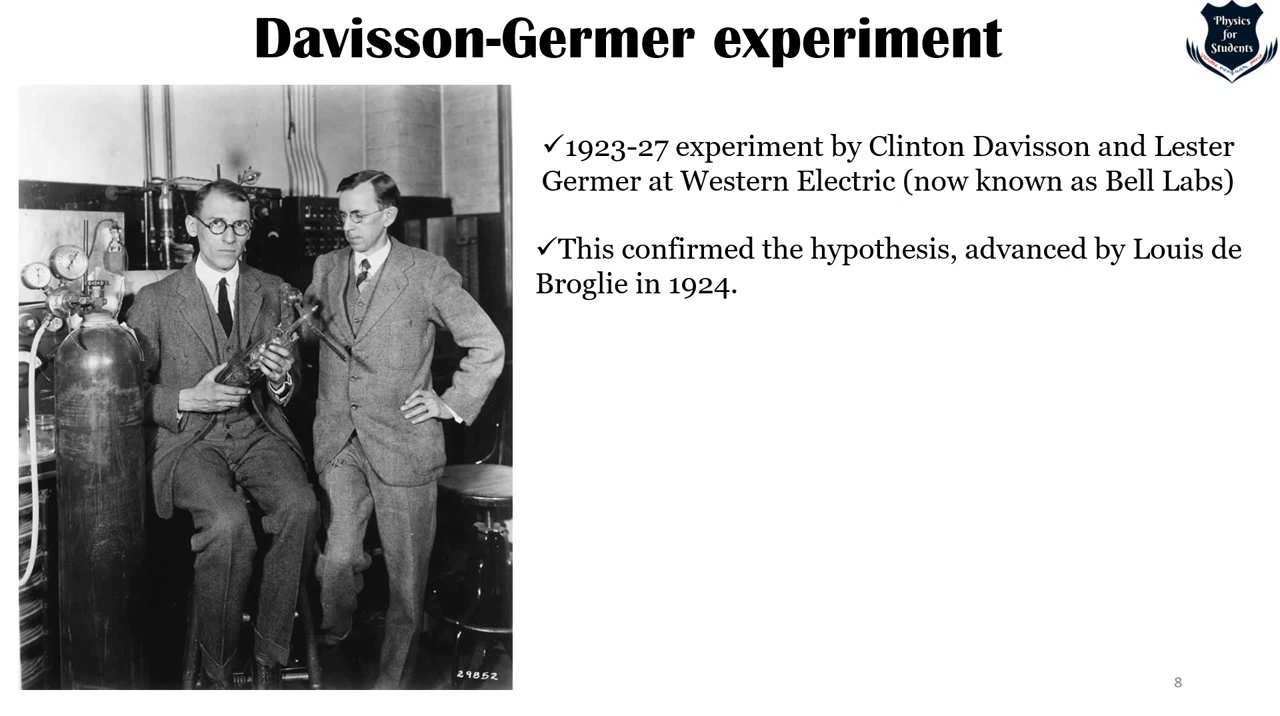 Davisson-Germer experiment
Physics
for
Students
✓1923-27 experiment by Clinton Davisson and Lester
Germer at Western Electric (now known as Bell Labs)
✓This confirmed the hypothesis, advanced by Louis de
Broglie in 1924.
29852
8